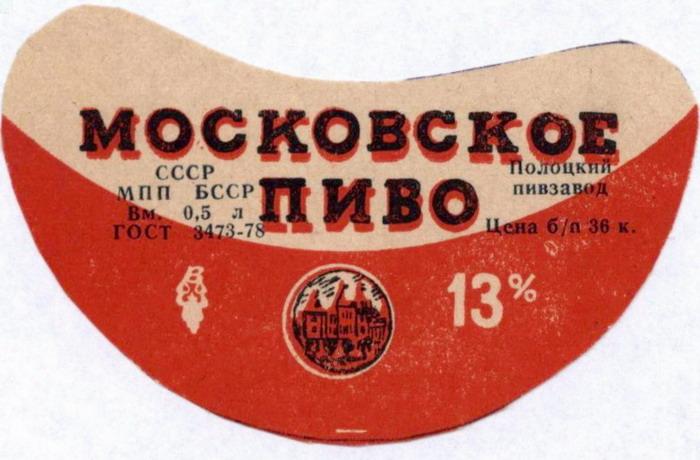 МОСКОВСКОЕ
ПИВО
СССР
МПП БССР
Вм. 0,5 л
ГОСТ 3473-78
Полоцкий
пивзавод
Цена б/п 36 к.
В
13%